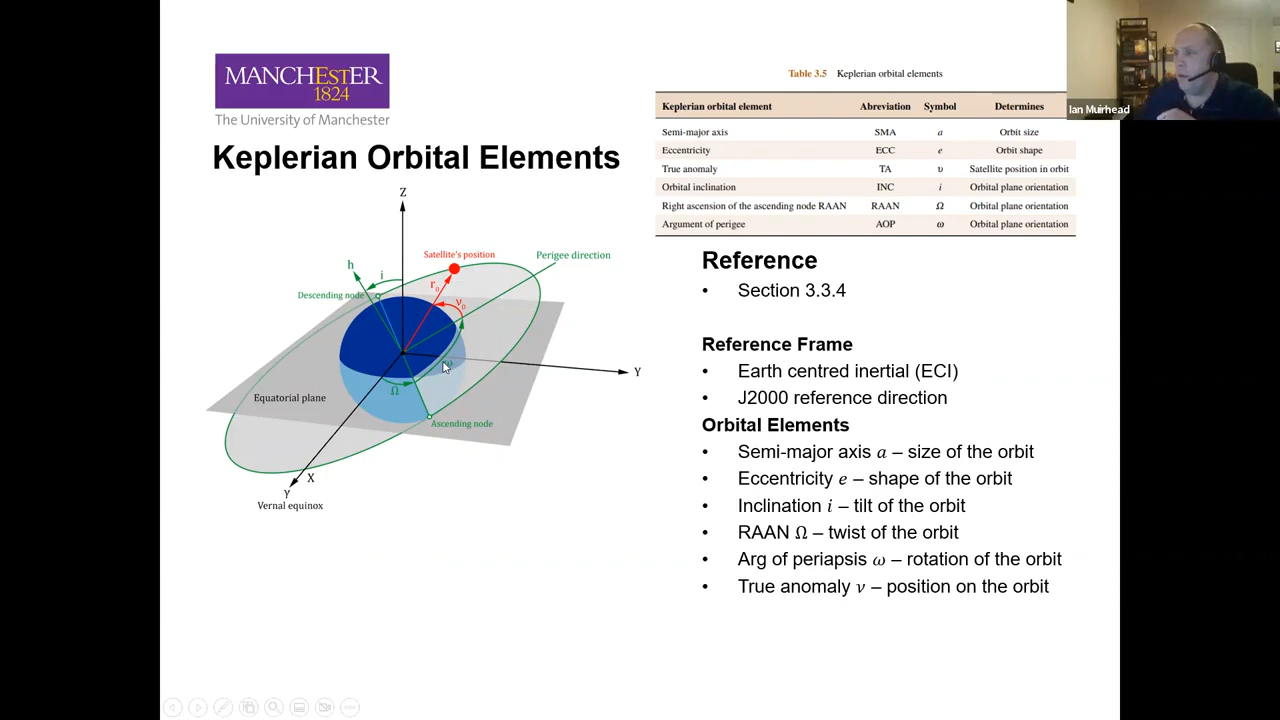 MANCHESTER
1824
The University of Manchester
Keplerian Orbital Elements
Z
h
i
Satellite's position
Perigee direction
r₀
Descending node
ν₀
ω
Y
Ω
Equatorial plane
Ascending node
X
ϒ
Vernal equinox
Table 3.5 Keplerian orbital elements
Keplerian orbital element Abreviation Symbol Determines
Semi-major axis SMA a Orbit size
Eccentricity ECC e Orbit shape
True anomaly TA υ Satellite position in orbit
Orbital inclination INC i Orbital plane orientation
Right ascension of the ascending node RAAN RAAN Ω Orbital plane orientation
Argument of perigee AOP ω Orbital plane orientation
Reference
• Section 3.3.4
Reference Frame
• Earth centred inertial (ECI)
• J2000 reference direction
Orbital Elements
• Semi-major axis a – size of the orbit
• Eccentricity e – shape of the orbit
• Inclination i – tilt of the orbit
• RAAN Ω – twist of the orbit
• Arg of periapsis ω – rotation of the orbit
• True anomaly ν – position on the orbit
Ian Muirhead